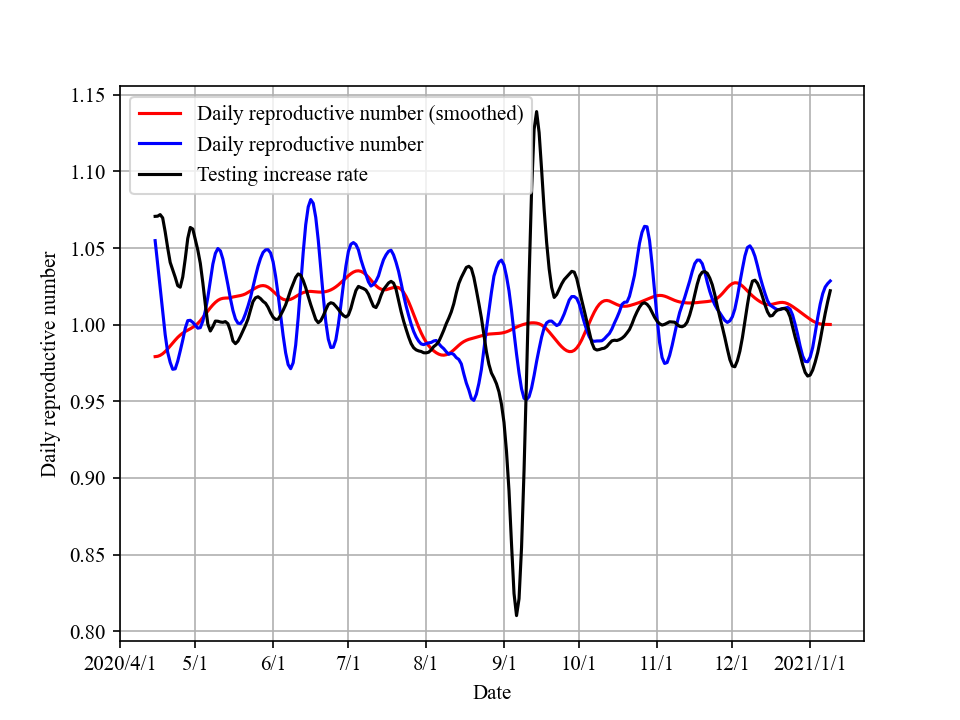 1.15
1.10
1.05
1.00
0.95
0.90
0.85
0.80
Daily reproductive number
Daily reproductive number (smoothed)
Daily reproductive number
Testing increase rate
2020/4/1 5/1 6/1 7/1 8/1 9/1 10/1 11/1 12/1 2021/1/1
Date